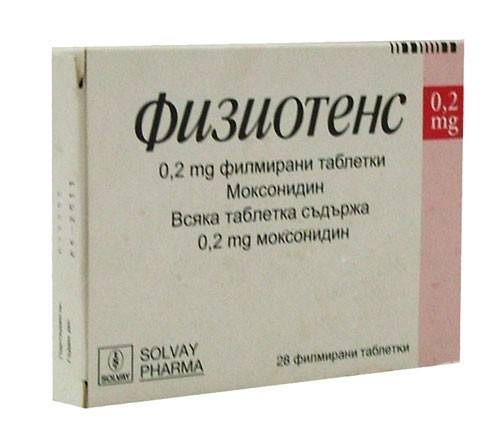 Физиотенс
0,2
mg
0,2 mg филмирани таблетки
Моксонидин
Всяка таблетка съдържа
0,2 mg моксонидин
SOLVAY
SOLVAY
PHARMA
28 филмирани таблетки